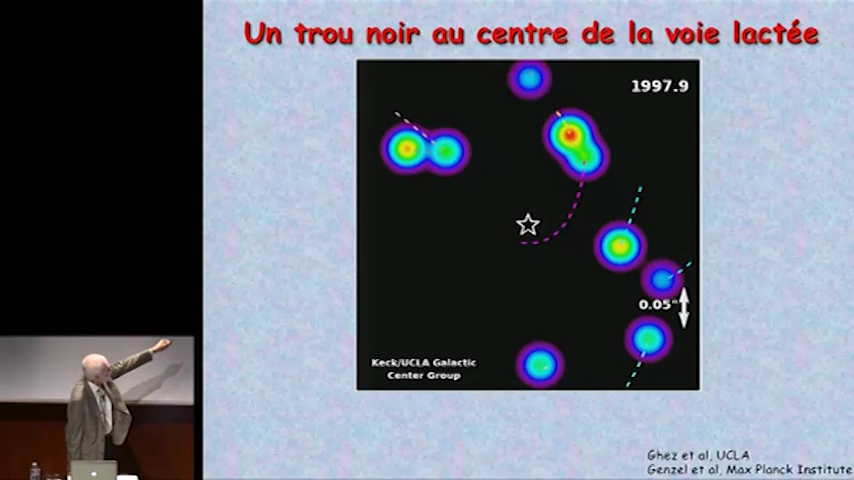 Un trou noir au centre de la voie lactée
1997.9
0.05"
Keck/UCLA Galactic
Center Group
Ghez et al, UCLA
Genzel et al, Max Planck Institute